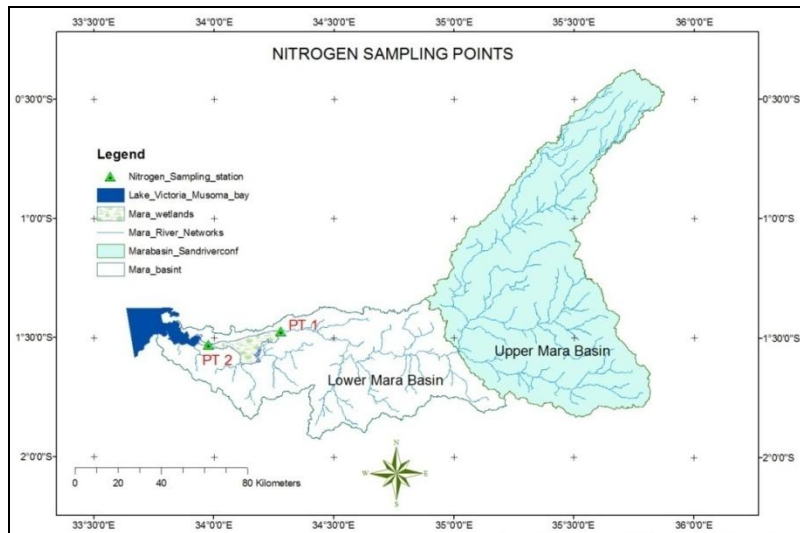 33°30'0"E 34°0'0"E 34°30'0"E 35°0'0"E 35°30'0"E 36°0'0"E
NITROGEN SAMPLING POINTS
0°30'0"S 0°30'0"S
Legend
Nitrogen_Sampling_station
Lake_Victoria_Musoma_bay
Mara_wetlands
Mara_River_Networks
Marabasin_Sandriverconf
Mara_basint
1°0'0"S 1°0'0"S
PT 1
1°30'0"S 1°30'0"S
PT 2
Upper Mara Basin
Lower Mara Basin
2°0'0"S 2°0'0"S
N
W E
S
0 20 40 60 80 Kilometers
33°30'0"E 34°0'0"E 34°30'0"E 35°0'0"E 35°30'0"E 36°0'0"E